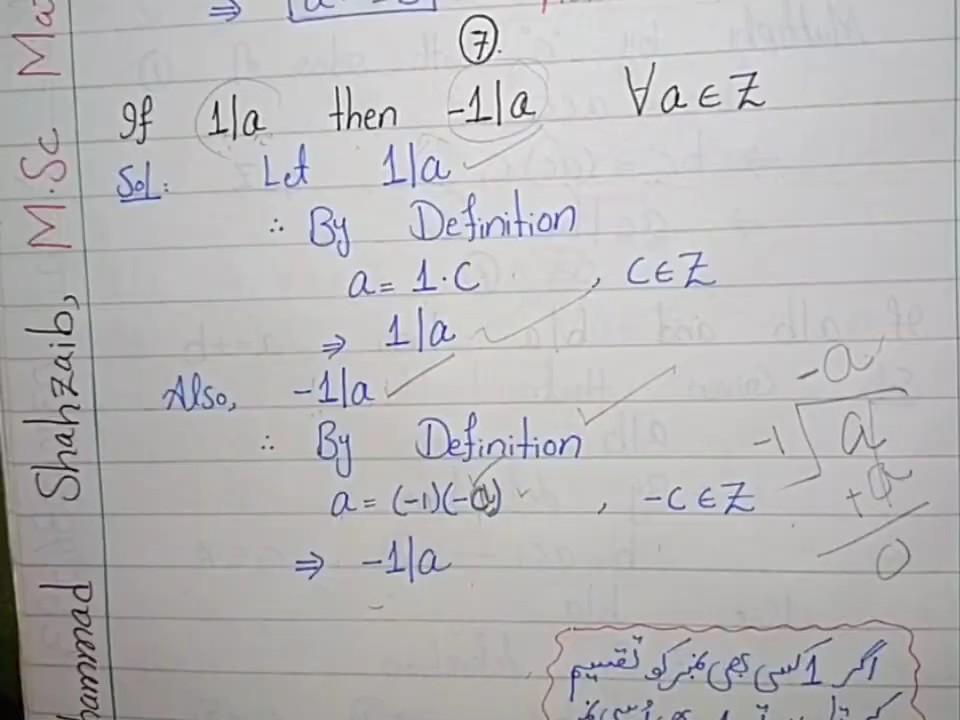 ⑦.
If 1|a then -1|a ∀a∈Z
Sol: Let 1|a
∴ By Definition
a = 1·c , c∈Z
⇒ 1|a
Also, -1|a
∴ By Definition
a = (-1)(-a) , -c∈Z
⇒ -1|a
-a
-1 a
+a
0
اگر 1 کسی بھی نمبر کو تقسیم
M.Sc
Shahzaib,